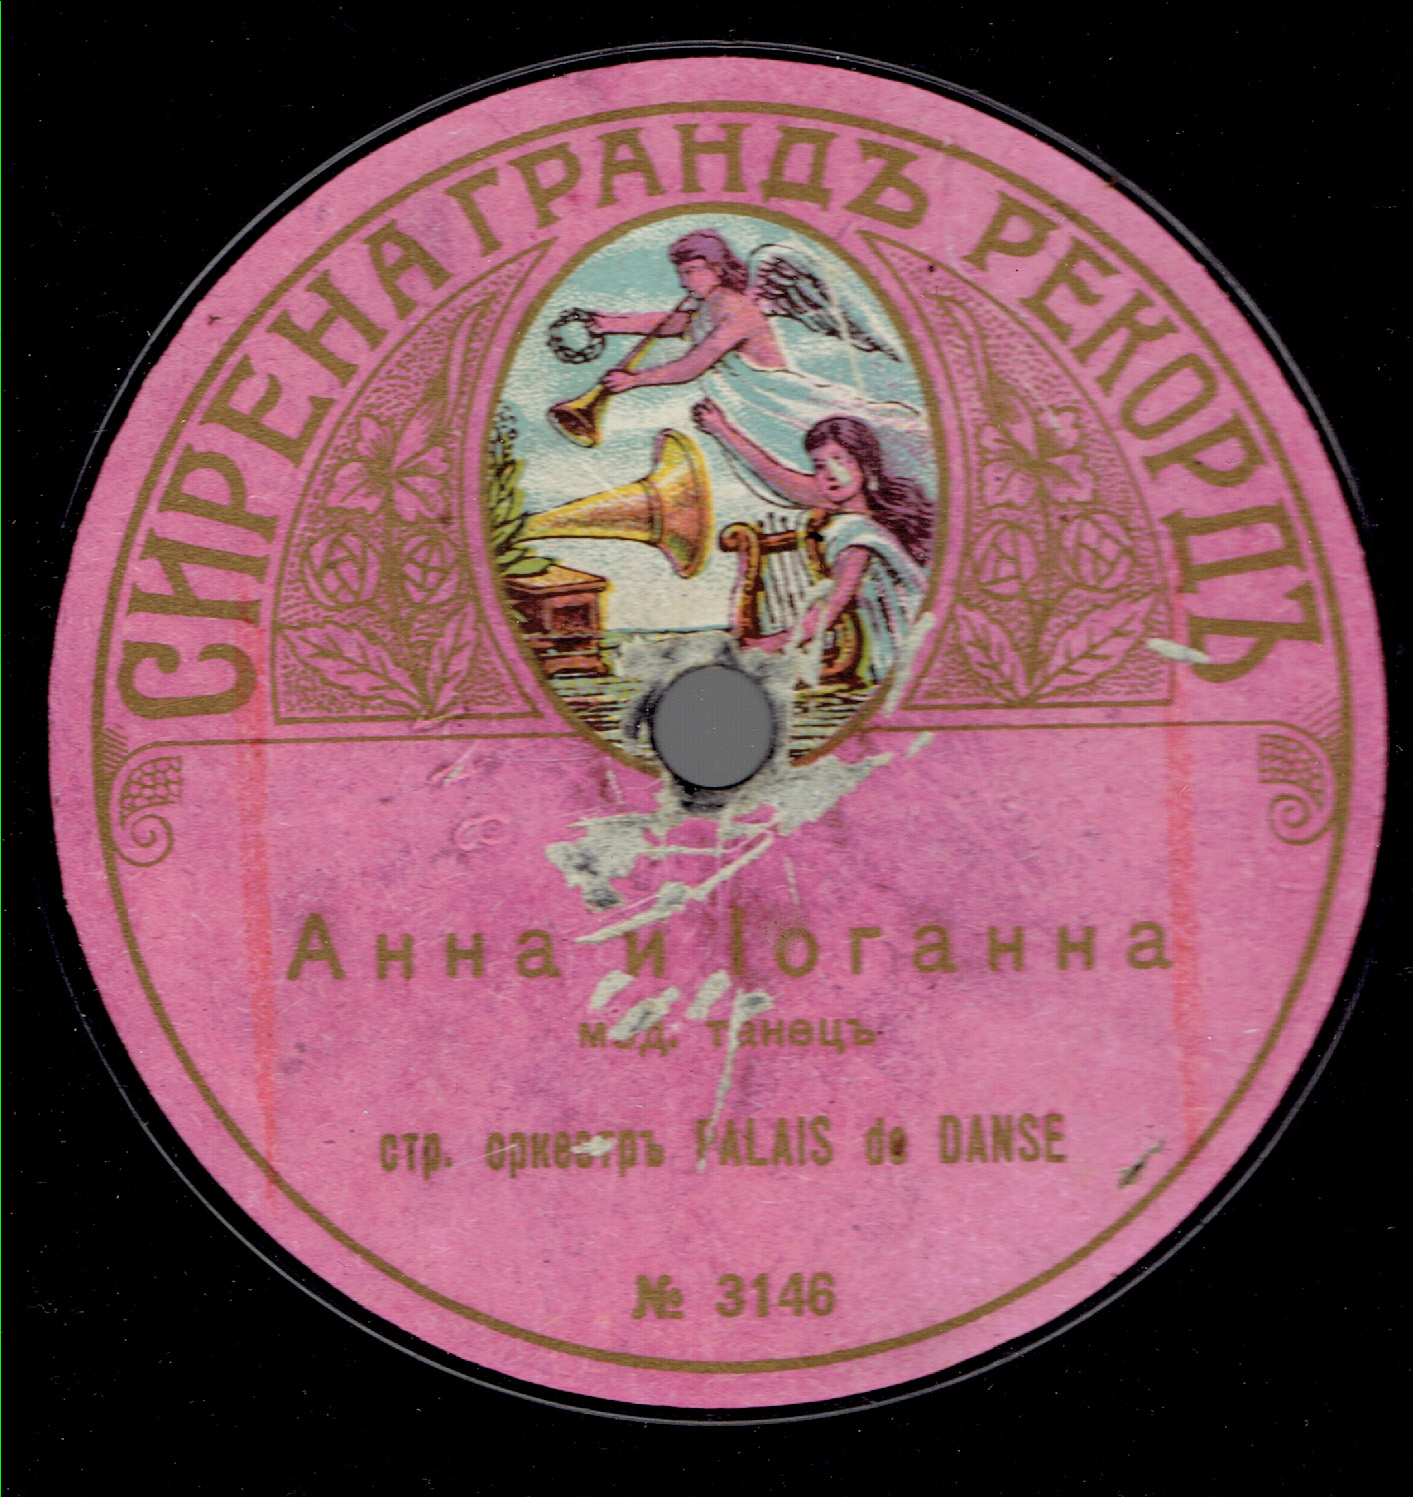 СИРЕНА ГРАНДЪ РЕКОРДЪ
Анна и Іоганна
мод. танецъ
стр. оркестръ PALAIS de DANSE
№ 3146